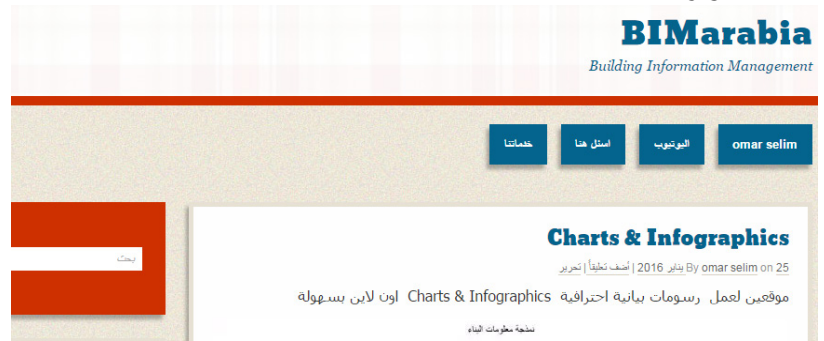 BIMarabia
Building Information Management
omar selim
اليوتيوب
اسئل هنا
خدماتنا
بحث
Charts & Infographics
By omar selim on 25 يناير 2016 | أضف تعليقاً | تحرير
موقعين لعمل رسومات بيانية احترافية Charts & Infographics اون لاين بسهولة
نمذجة معلومات البناء